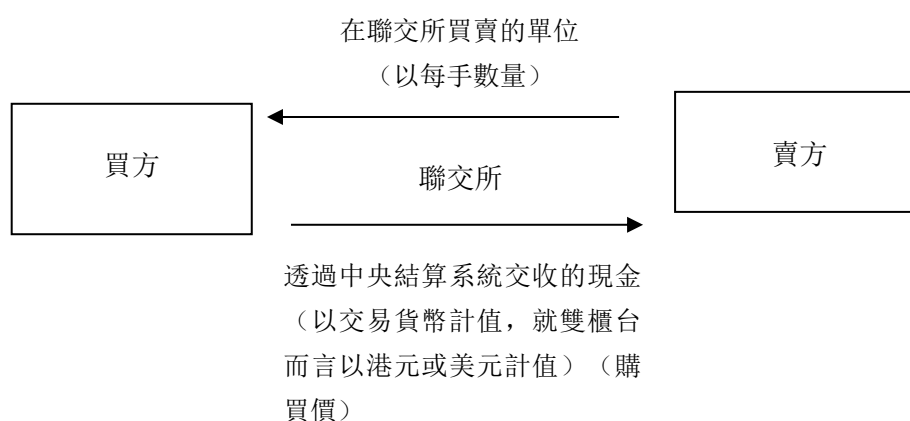 在聯交所買賣的單位
（以每手數量）
買方
賣方
聯交所
透過中央結算系統交收的現金
（以交易貨幣計值，就雙櫃台
而言以港元或美元計值）（購
買價）